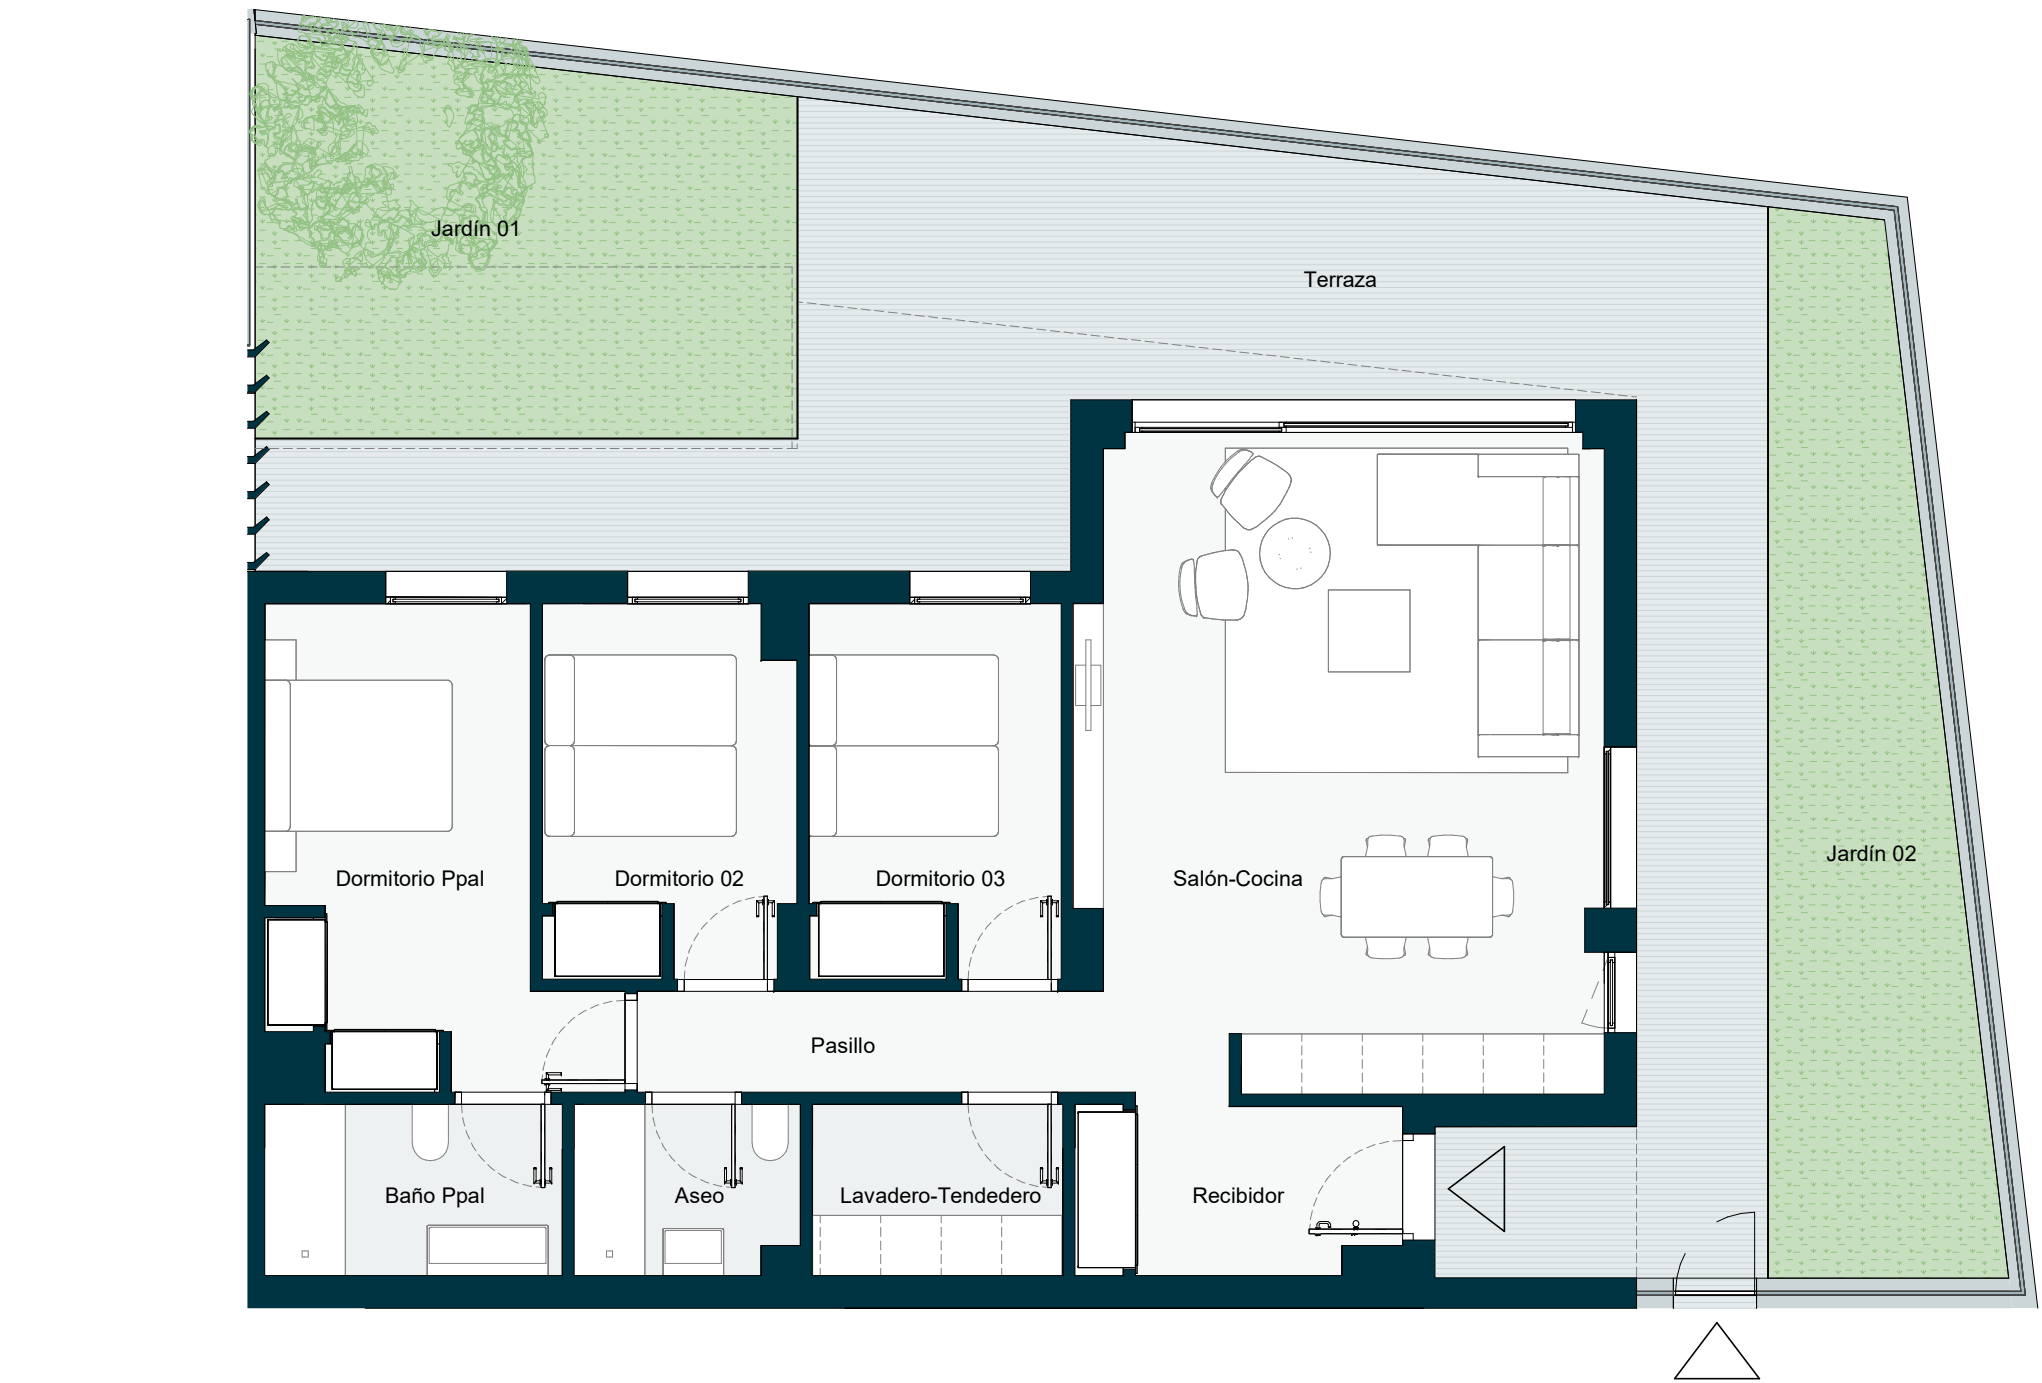 Jardín 01
Terraza
Jardín 02
Dormitorio Ppal
Dormitorio 02
Dormitorio 03
Salón-Cocina
Pasillo
Baño Ppal
Aseo
Lavadero-Tendedero
Recibidor